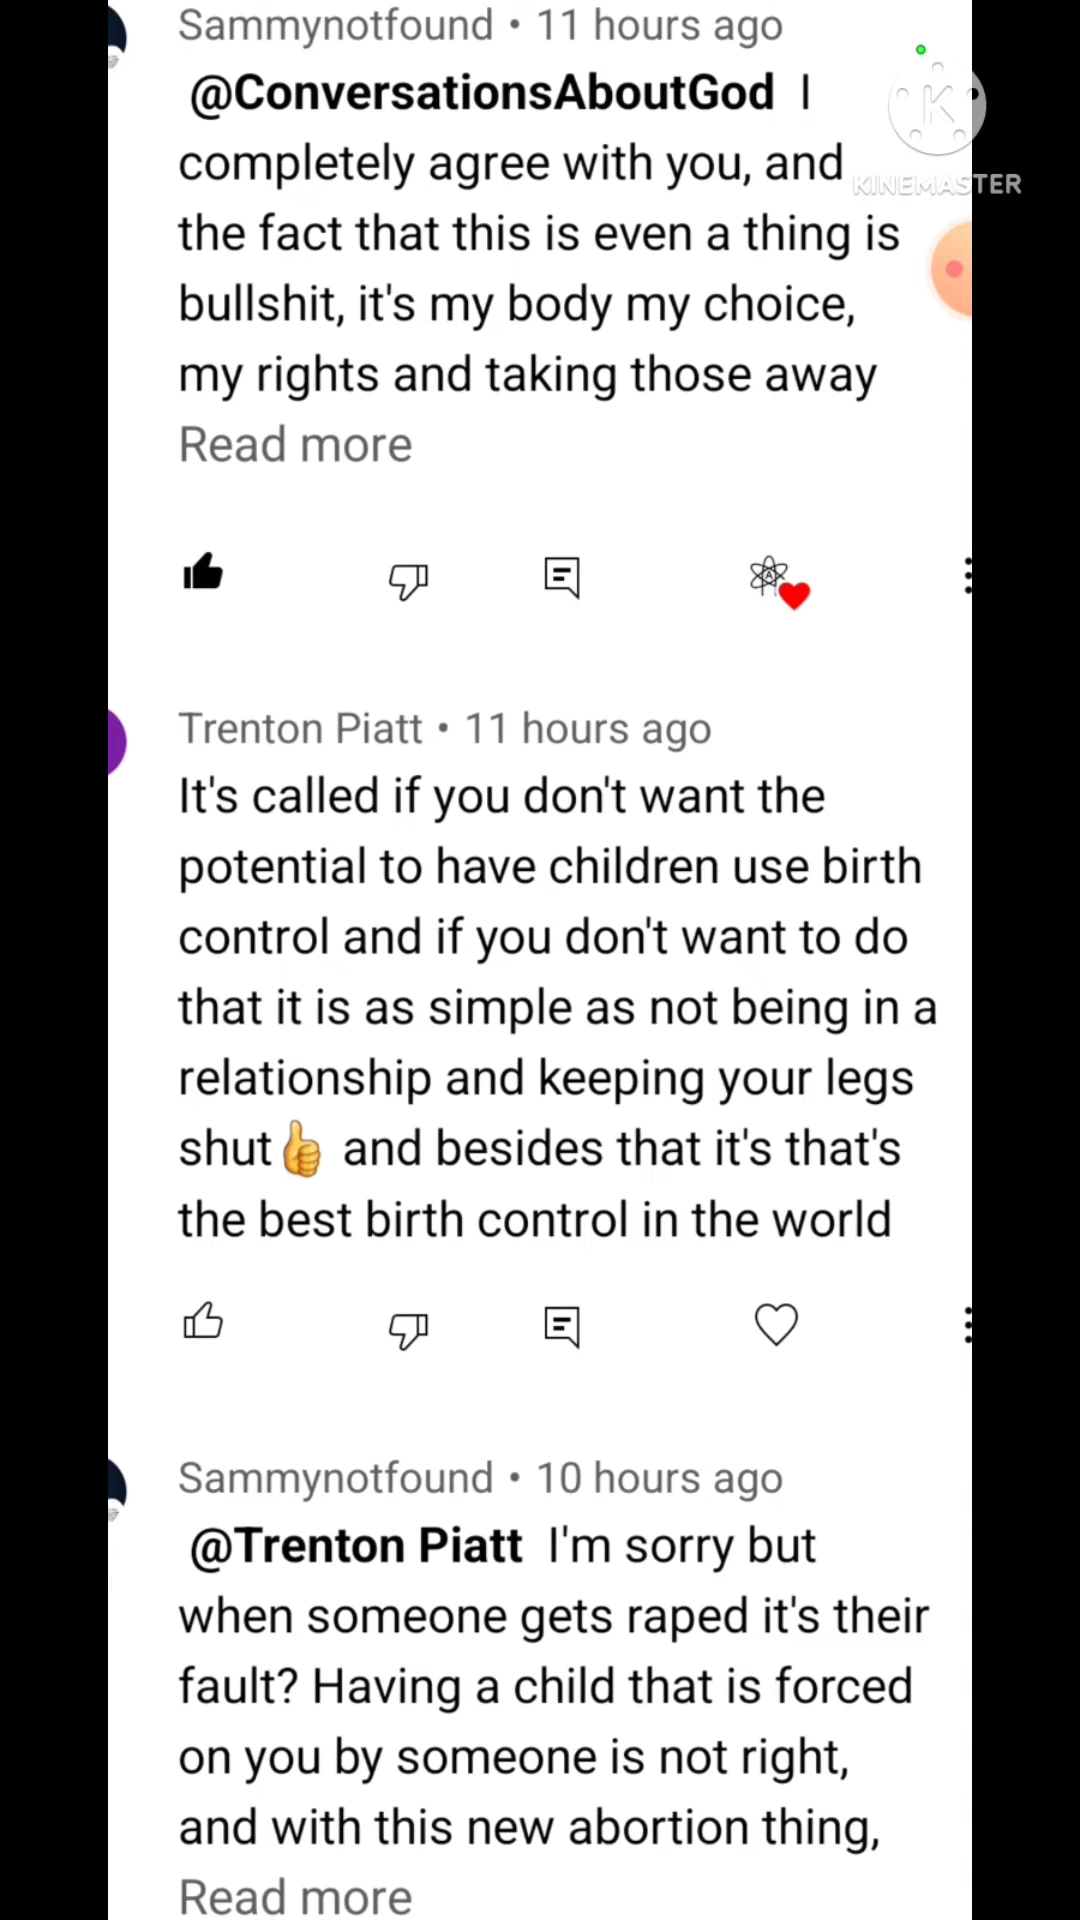 Sammynotfound • 11 hours ago
@ConversationsAboutGod I
completely agree with you, and
the fact that this is even a thing is
bullshit, it's my body my choice,
my rights and taking those away
Read more
K
KINEMASTER
Trenton Piatt • 11 hours ago
It's called if you don't want the
potential to have children use birth
control and if you don't want to do
that it is as simple as not being in a
relationship and keeping your legs
shut👍 and besides that it's that's
the best birth control in the world
Sammynotfound • 10 hours ago
@Trenton Piatt I'm sorry but
when someone gets raped it's their
fault? Having a child that is forced
on you by someone is not right,
and with this new abortion thing,
Read more